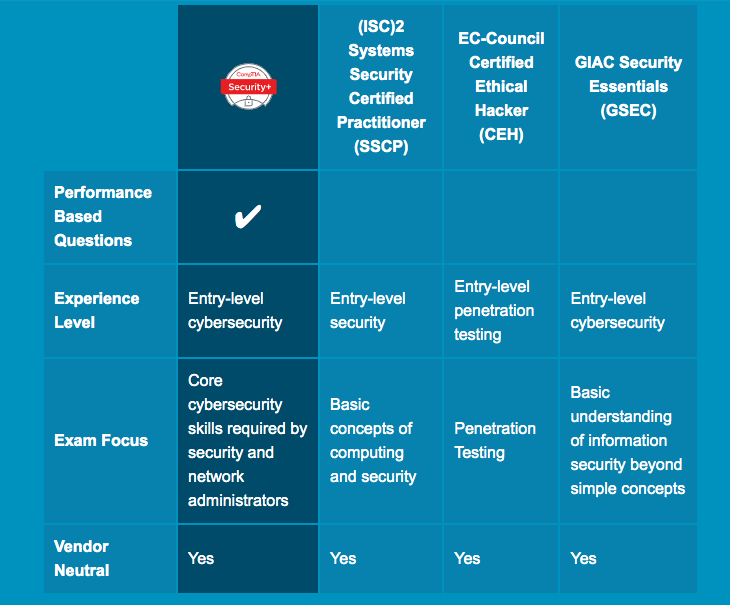 CompTIA
Security+
(ISC)2
Systems
Security
Certified
Practitioner
(SSCP)
EC-Council
Certified
Ethical
Hacker
(CEH)
GIAC Security
Essentials
(GSEC)
Performance
Based
Questions
✔
Experience
Level
Entry-level
cybersecurity
Entry-level
security
Entry-level
penetration
testing
Entry-level
cybersecurity
Exam Focus
Core
cybersecurity
skills required by
security and
network
administrators
Basic
concepts of
computing
and security
Penetration
Testing
Basic
understanding
of information
security beyond
simple concepts
Vendor
Neutral
Yes
Yes
Yes
Yes